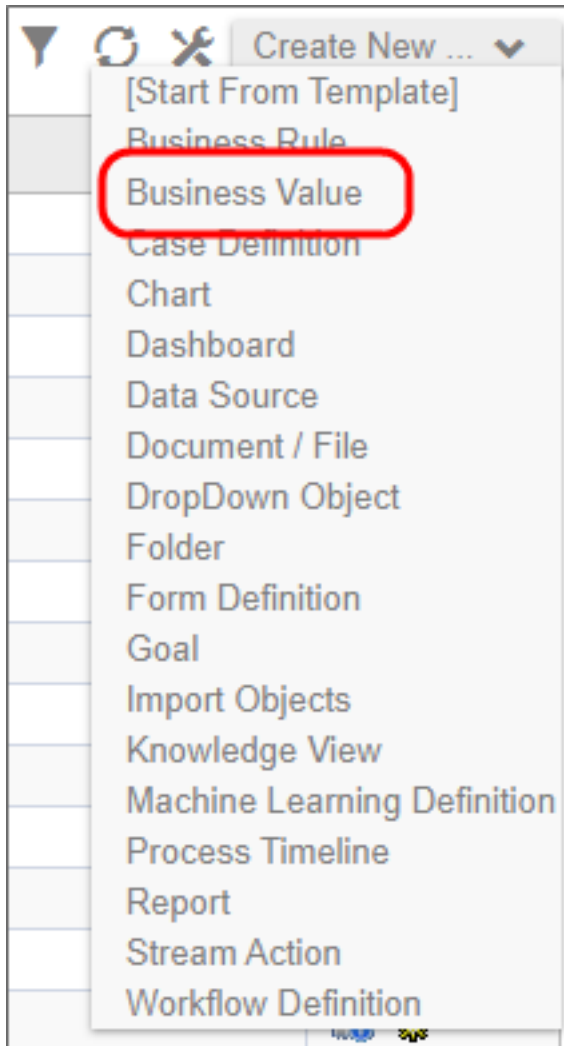 Create New ...
[Start From Template]
Business Rule
Business Value
Case Definition
Chart
Dashboard
Data Source
Document / File
DropDown Object
Folder
Form Definition
Goal
Import Objects
Knowledge View
Machine Learning Definition
Process Timeline
Report
Stream Action
Workflow Definition